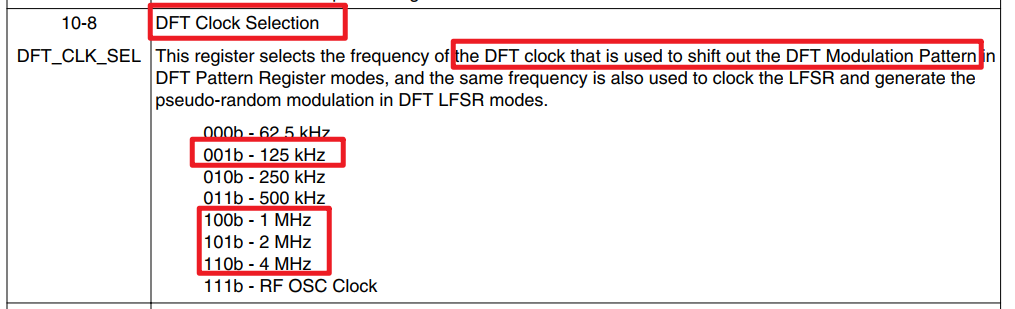 10-8 DFT Clock Selection
DFT_CLK_SEL This register selects the frequency of the DFT clock that is used to shift out the DFT Modulation Pattern in
DFT Pattern Register modes, and the same frequency is also used to clock the LFSR and generate the
pseudo-random modulation in DFT LFSR modes.
000b - 62.5 kHz
001b - 125 kHz
010b - 250 kHz
011b - 500 kHz
100b - 1 MHz
101b - 2 MHz
110b - 4 MHz
111b - RF OSC Clock